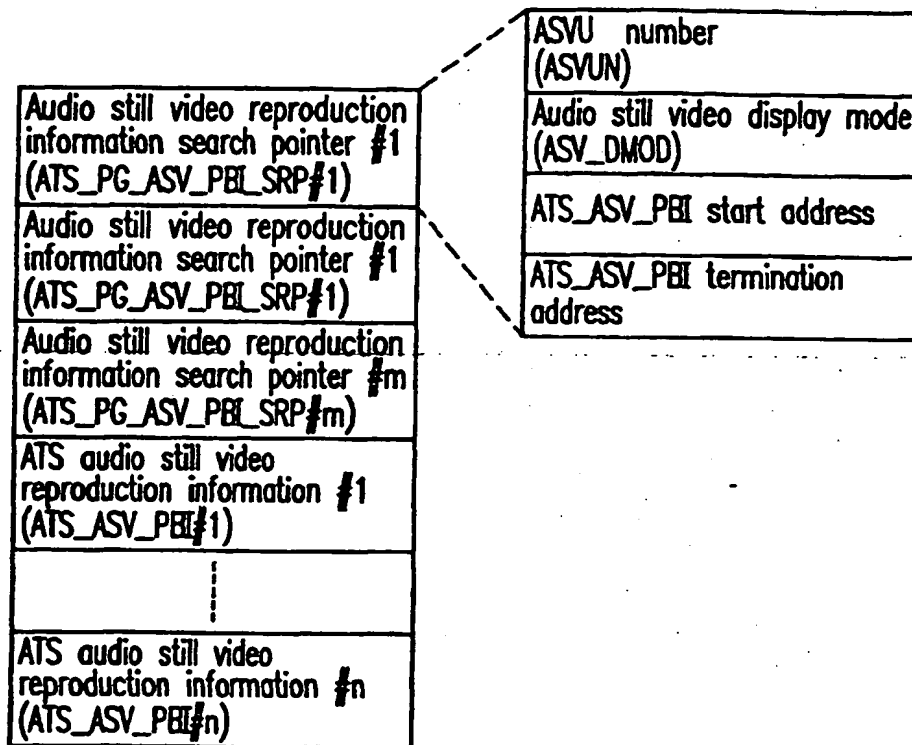 Audio still video reproduction
information search pointer #1
(ATS_PG_ASV_PBI_SRP#1)
Audio still video reproduction
information search pointer #1
(ATS_PG_ASV_PBI_SRP#1)
Audio still video reproduction
information search pointer #m
(ATS_PG_ASV_PBI_SRP#m)
ATS audio still video
reproduction information #1
(ATS_ASV_PBI#1)
ATS audio still video
reproduction information #n
(ATS_ASV_PBI#n)
ASVU number
(ASVUN)
Audio still video display mode
(ASV_DMOD)
ATS_ASV_PBI start address
ATS_ASV_PBI termination
address